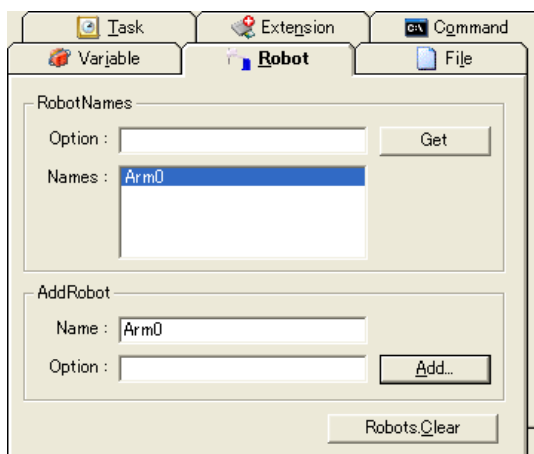 Task Extension Command
Variable Robot File
RobotNames
Option :
Get
Names : Arm0
AddRobot
Name : Arm0
Option :
Add...
Robots.Clear